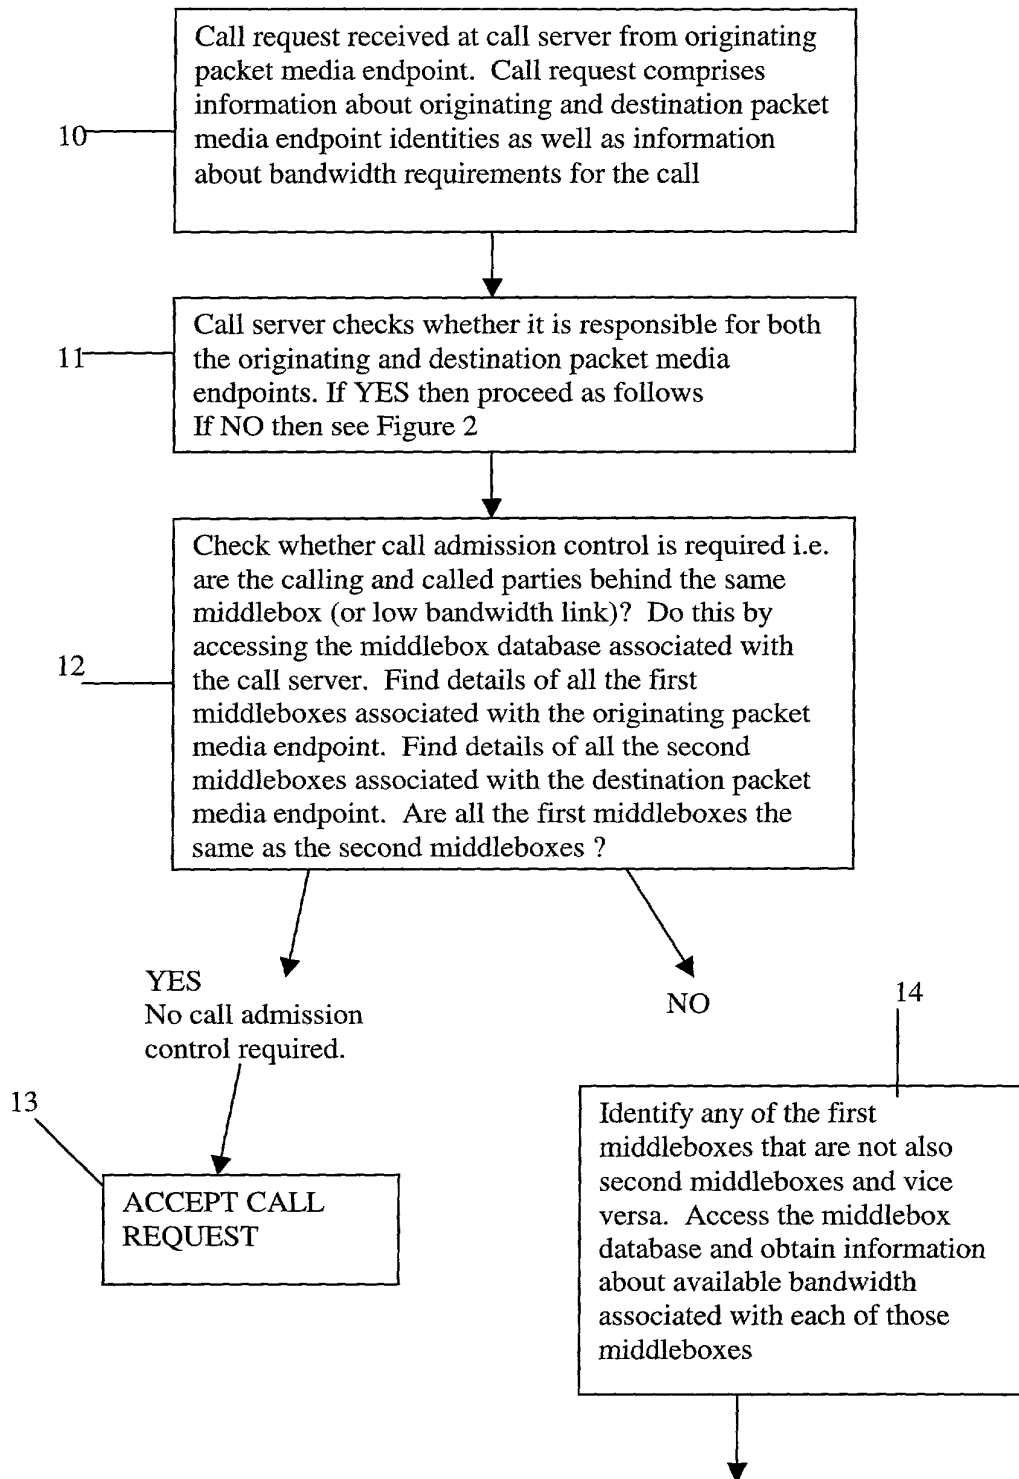 Call request received at call server from originating
packet media endpoint. Call request comprises
information about originating and destination packet
media endpoint identities as well as information
about bandwidth requirements for the call
10
Call server checks whether it is responsible for both
the originating and destination packet media
endpoints. If YES then proceed as follows
If NO then see Figure 2
11
Check whether call admission control is required i.e.
are the calling and called parties behind the same
middlebox (or low bandwidth link)? Do this by
accessing the middlebox database associated with
the call server. Find details of all the first
middleboxes associated with the originating packet
media endpoint. Find details of all the second
middleboxes associated with the destination packet
media endpoint. Are all the first middleboxes the
same as the second middleboxes ?
12
YES
No call admission
control required.
NO
14
13
ACCEPT CALL
REQUEST
Identify any of the first
middleboxes that are not also
second middleboxes and vice
versa. Access the middlebox
database and obtain information
about available bandwidth
associated with each of those
middleboxes